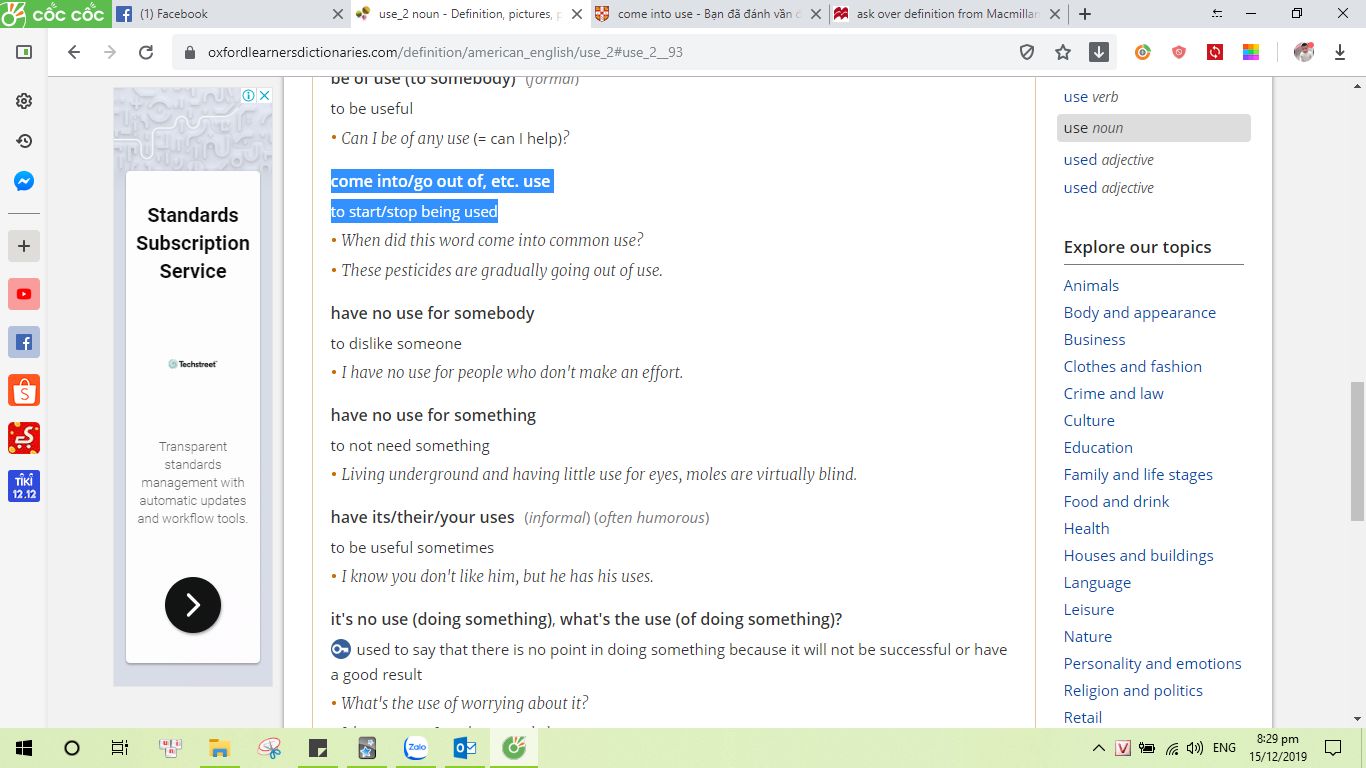 cốc cốc
(1) Facebook
use_2 noun - Definition, pictures, p
come into use - Bạn đã đánh vần đ
ask over definition from Macmillan
oxfordlearnersdictionaries.com/definition/american_english/use_2#use_2__93
be of use (to somebody) (formal)
to be useful
• Can I be of any use (= can I help)?
come into/go out of, etc. use
to start/stop being used
• When did this word come into common use?
• These pesticides are gradually going out of use.
have no use for somebody
to dislike someone
• I have no use for people who don't make an effort.
have no use for something
to not need something
• Living underground and having little use for eyes, moles are virtually blind.
have its/their/your uses (informal) (often humorous)
to be useful sometimes
• I know you don't like him, but he has his uses.
it's no use (doing something), what's the use (of doing something)?
used to say that there is no point in doing something because it will not be successful or have
a good result
• What's the use of worrying about it?
Standards
Subscription
Service
Techstreet
Transparent
standards
management with
automatic updates
and workflow tools.
use verb
use noun
used adjective
used adjective
Explore our topics
Animals
Body and appearance
Business
Clothes and fashion
Crime and law
Culture
Education
Family and life stages
Food and drink
Health
Houses and buildings
Language
Leisure
Nature
Personality and emotions
Religion and politics
Retail
TIKI
12.12
Zalo
ENG
8:29 pm
15/12/2019